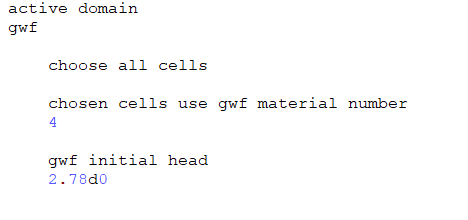 active domain
gwf
choose all cells
chosen cells use gwf material number
4
gwf initial head
2.78d0